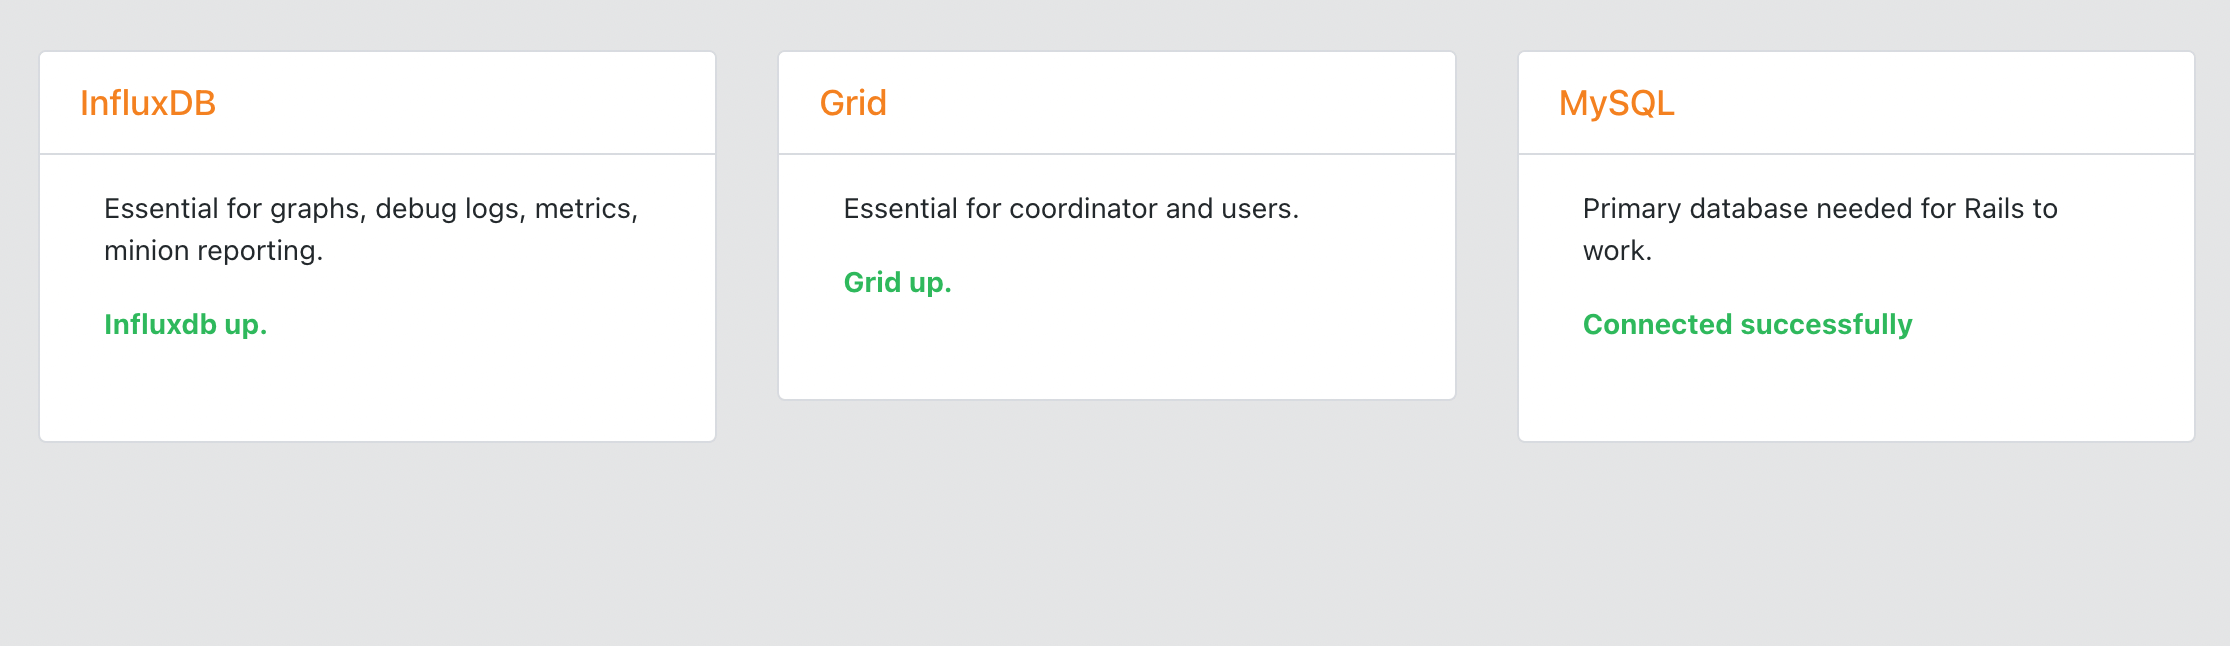 InfluxDB
Essential for graphs, debug logs, metrics,
minion reporting.
Influxdb up.
Grid
Essential for coordinator and users.
Grid up.
MySQL
Primary database needed for Rails to
work.
Connected successfully